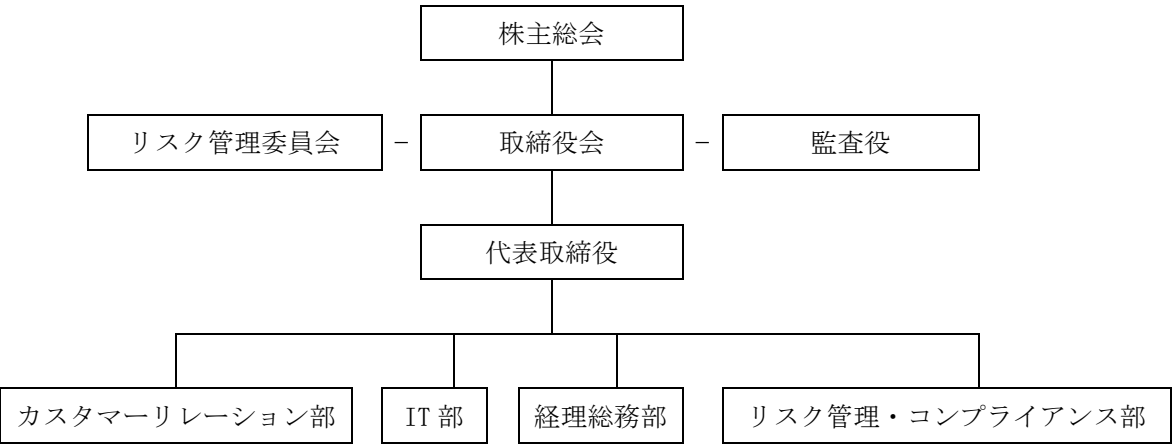 株主総会
リスク管理委員会 － 取締役会 － 監査役
代表取締役
カスタマーリレーション部 IT 部 経理総務部 リスク管理・コンプライアンス部